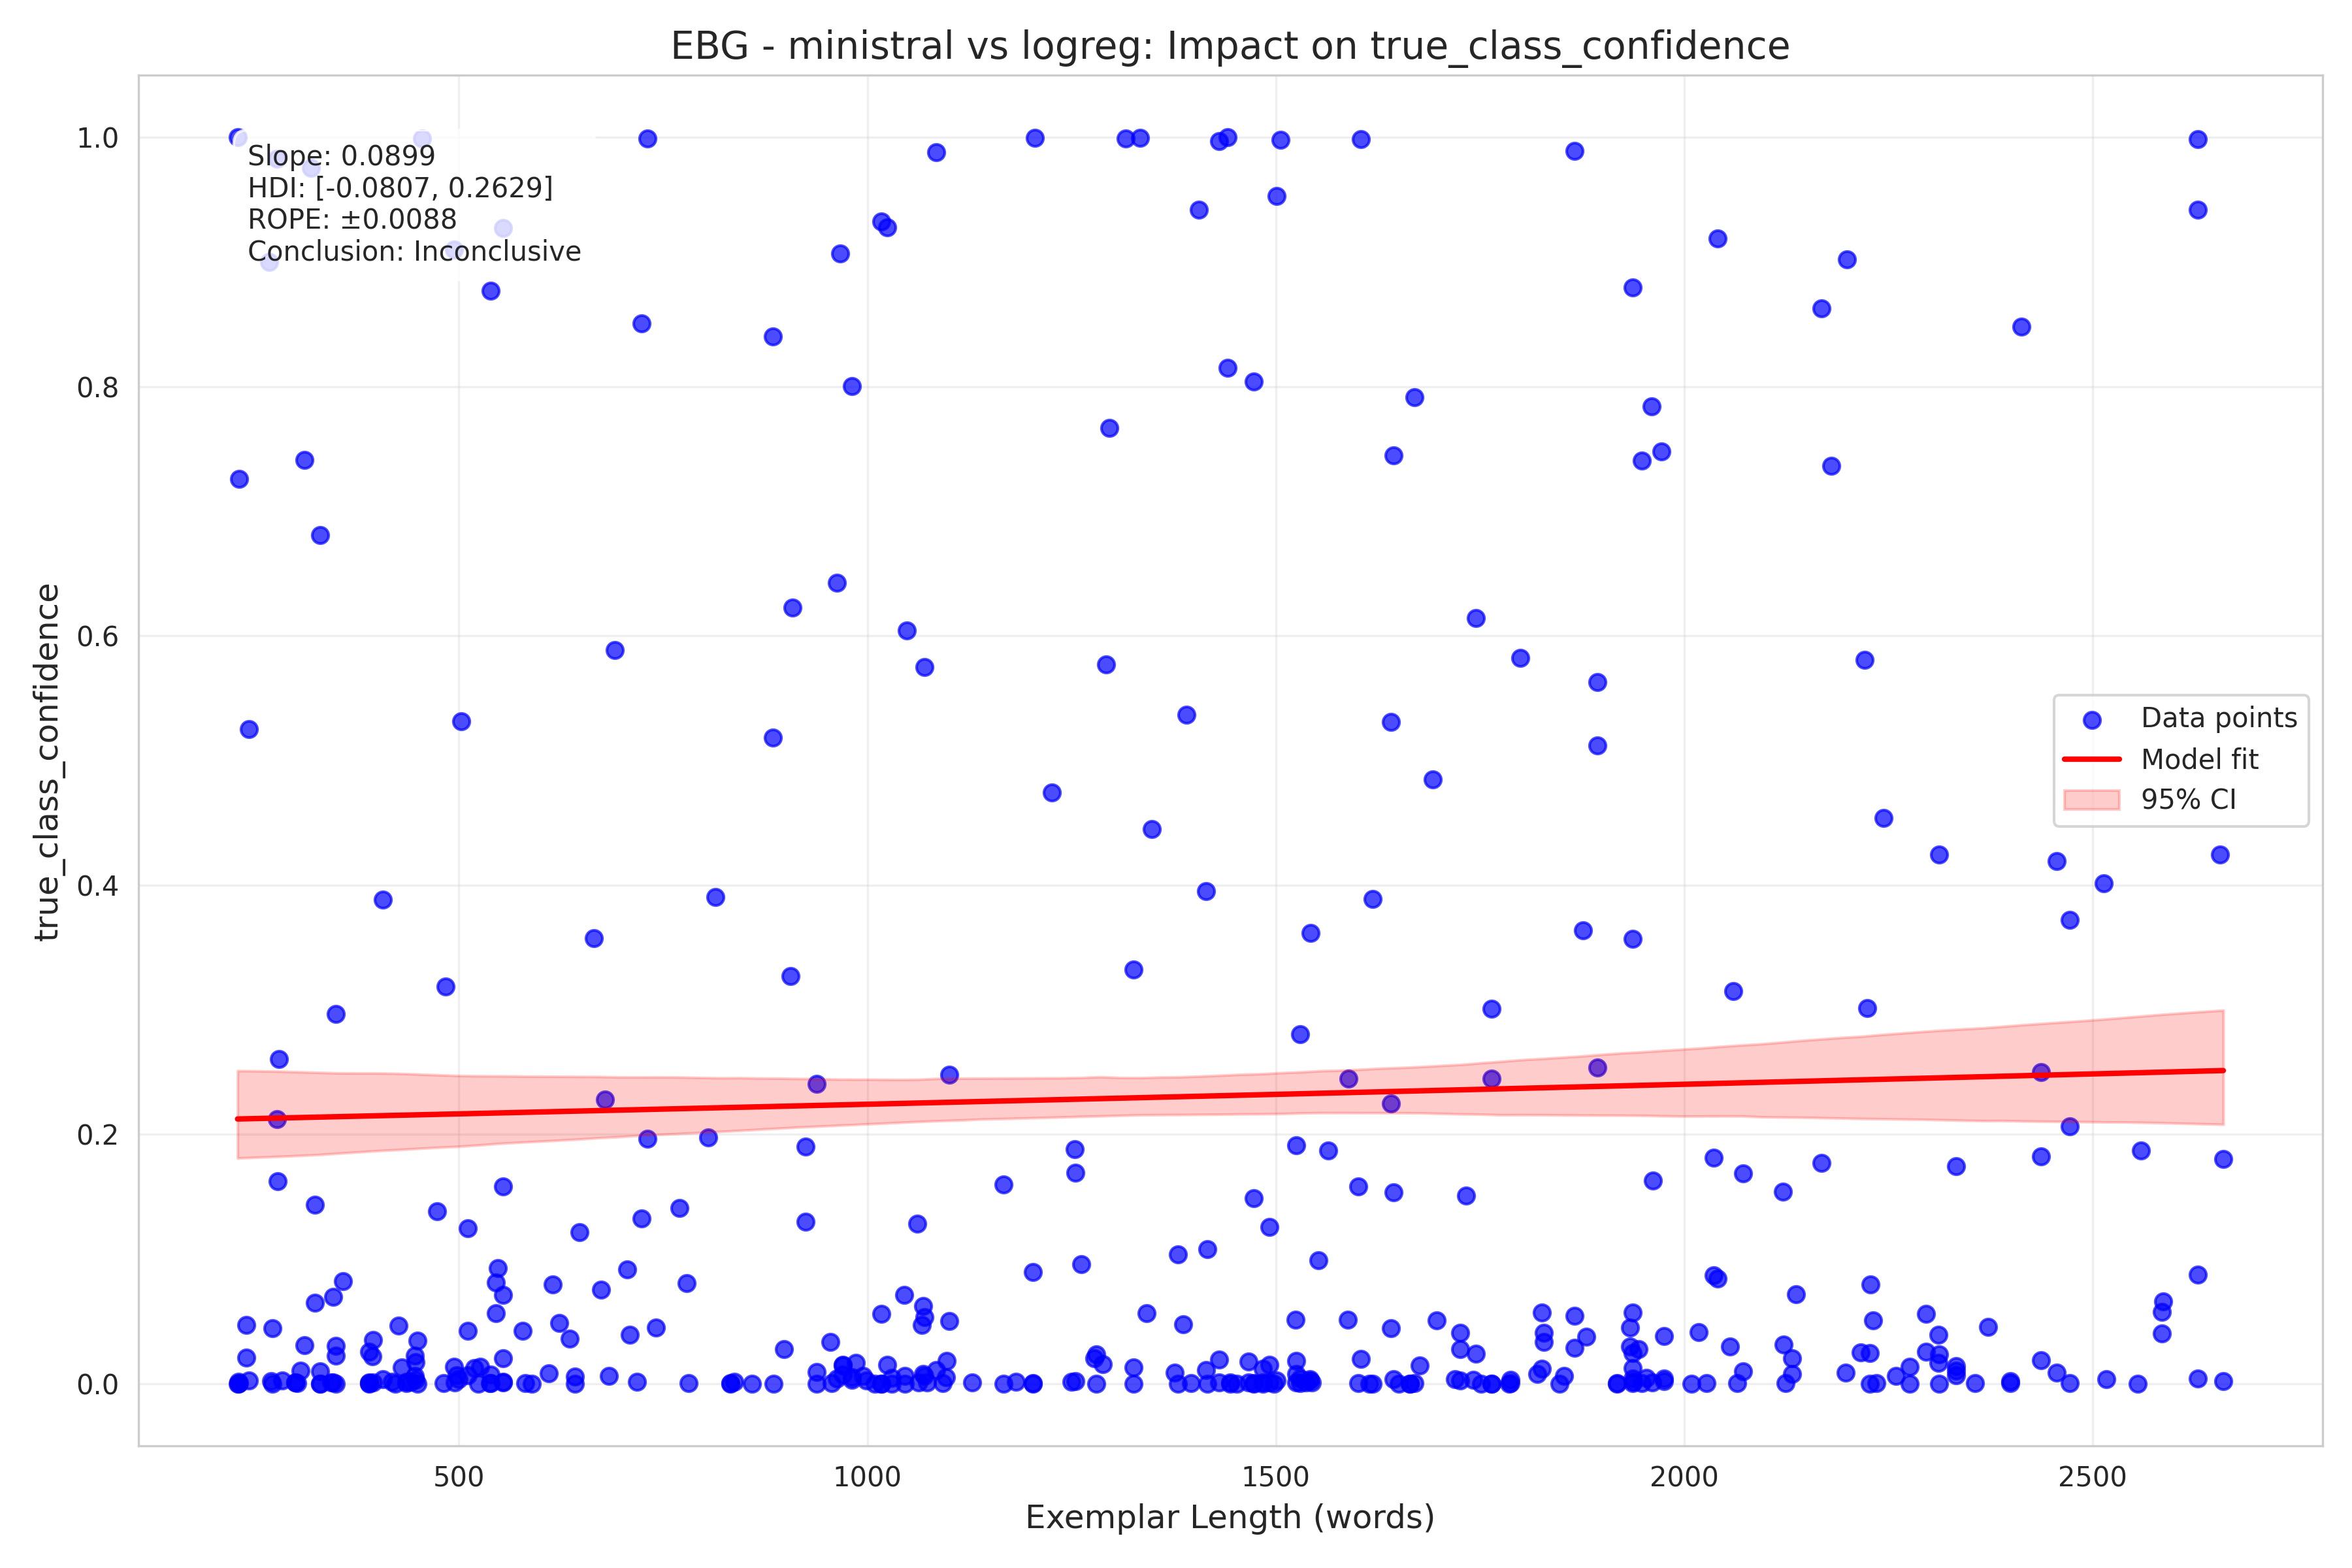 EBG - ministral vs logreg: Impact on true_class_confidence
1.0
0.8
0.6
0.4
0.2
0.0
true_class_confidence
Slope: 0.0899
HDI: [-0.0807, 0.2629]
ROPE: ±0.0088
Conclusion: Inconclusive
Data points
Model fit
95% CI
500
1000
1500
2000
2500
Exemplar Length (words)